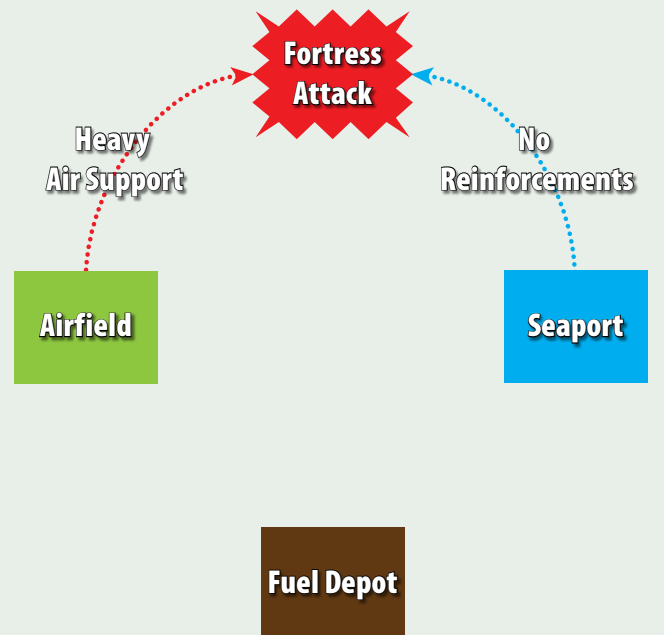 Fortress
Attack
Heavy
Air Support
No
Reinforcements
Airfield
Seaport
Fuel Depot